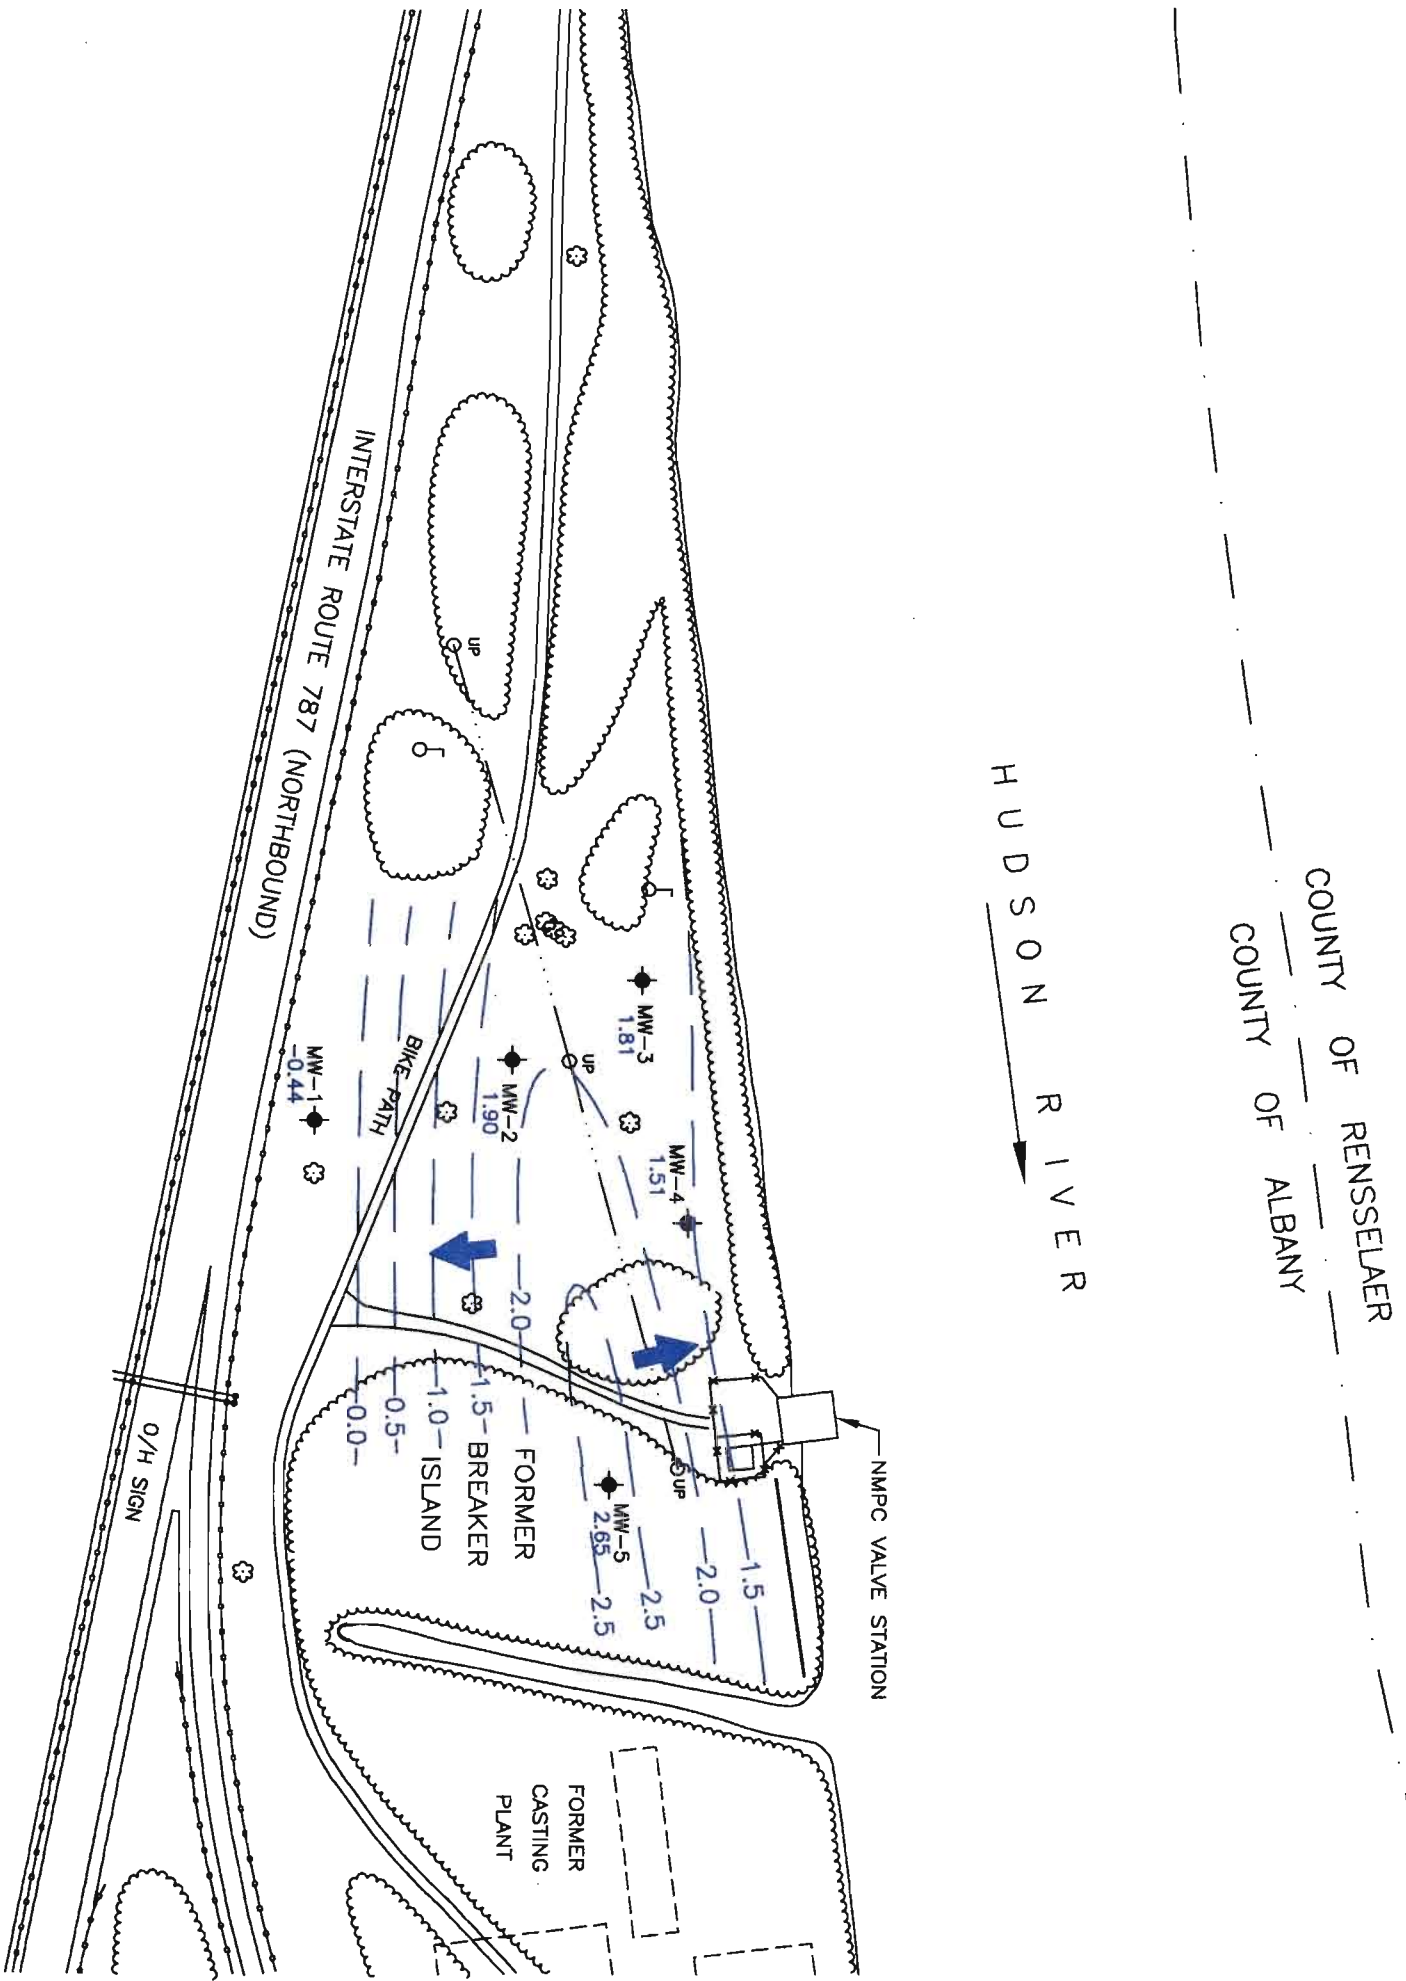 COUNTY OF RENSSELAER
COUNTY OF ALBANY
HUDSON RIVER
NMPC VALVE STATION
UP
MW-3
1.81
UP
MW-4
1.51
MW-2
1.90
MW-1
-0.44
MW-5
2.65
UP
1.5
2.0
2.5
2.5
2.0
1.5
1.0
0.5
0.0
FORMER
BREAKER
ISLAND
BIKE PATH
INTERSTATE ROUTE 787 (NORTHBOUND)
O/H SIGN
FORMER
CASTING
PLANT